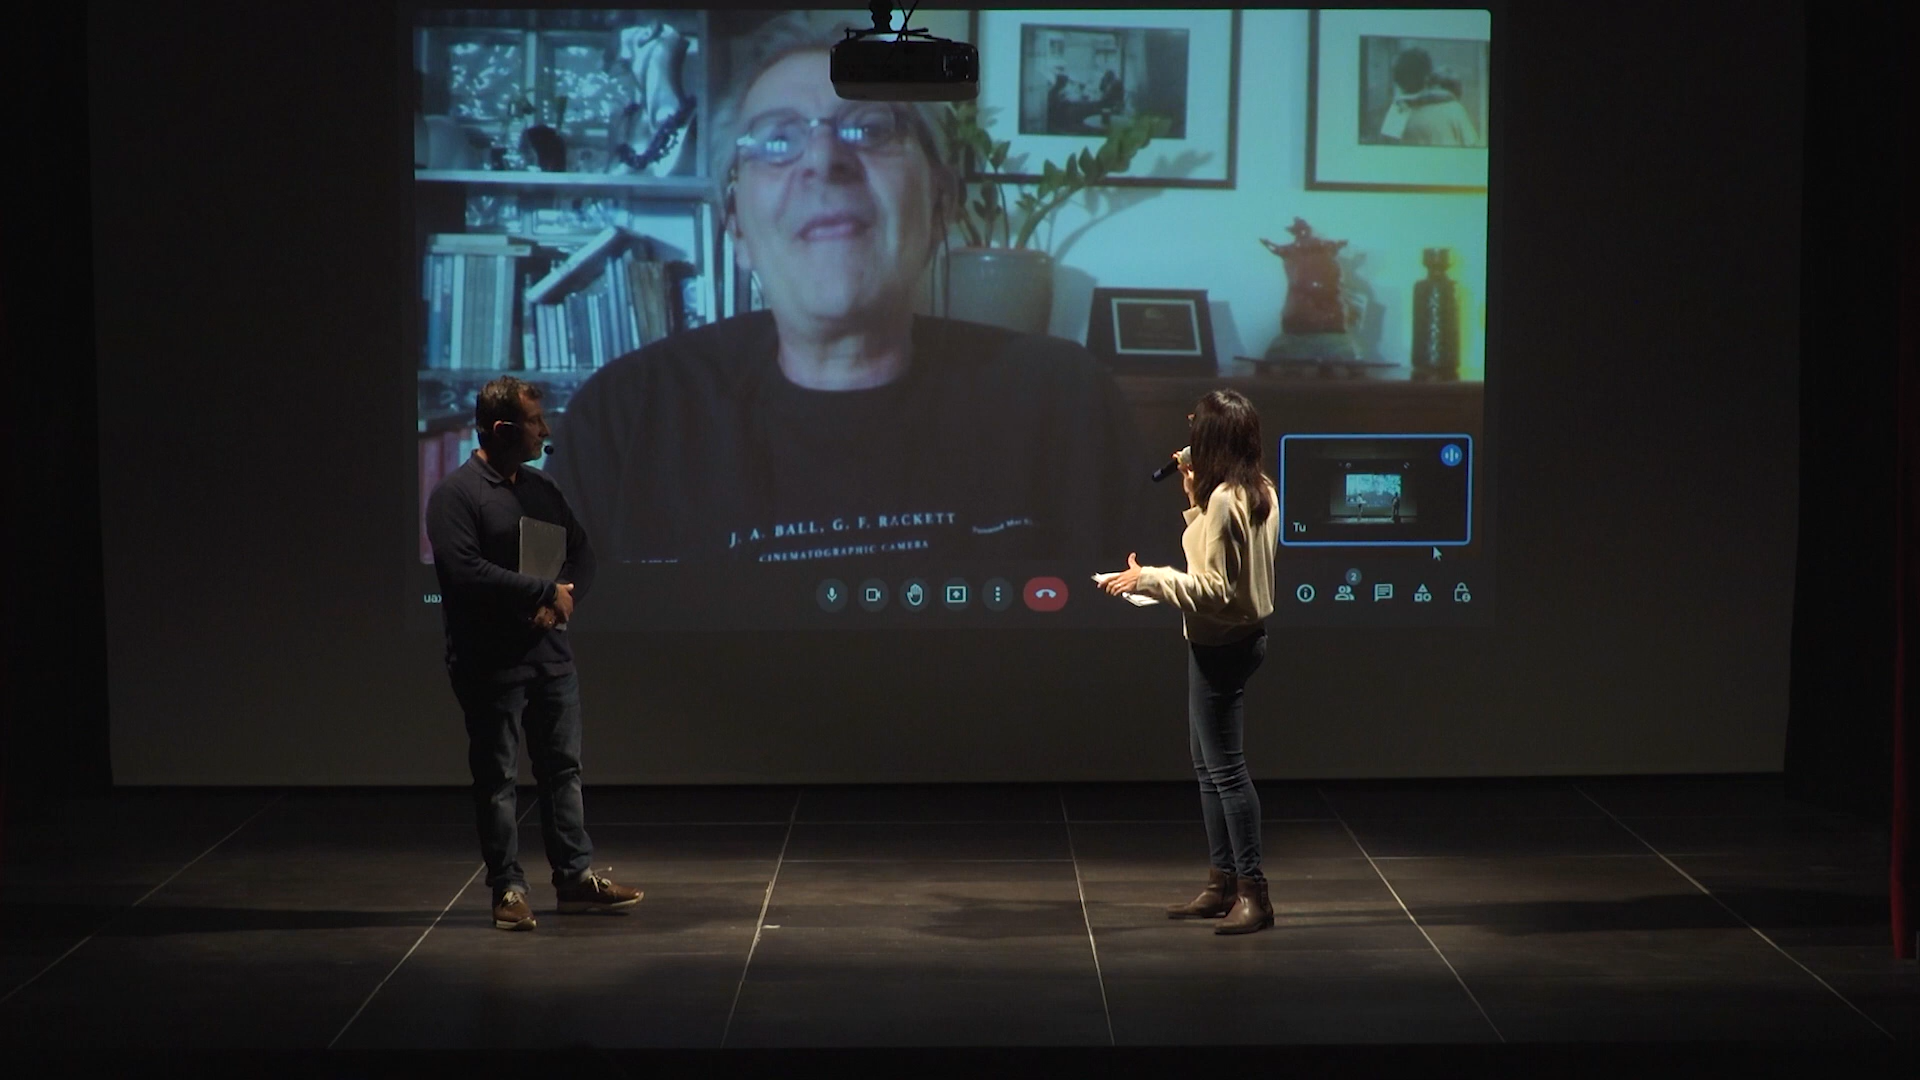 J. A. BALL, G. F. RACKETT
CINEMATOGRAPHIC CAMERA
Tu
2